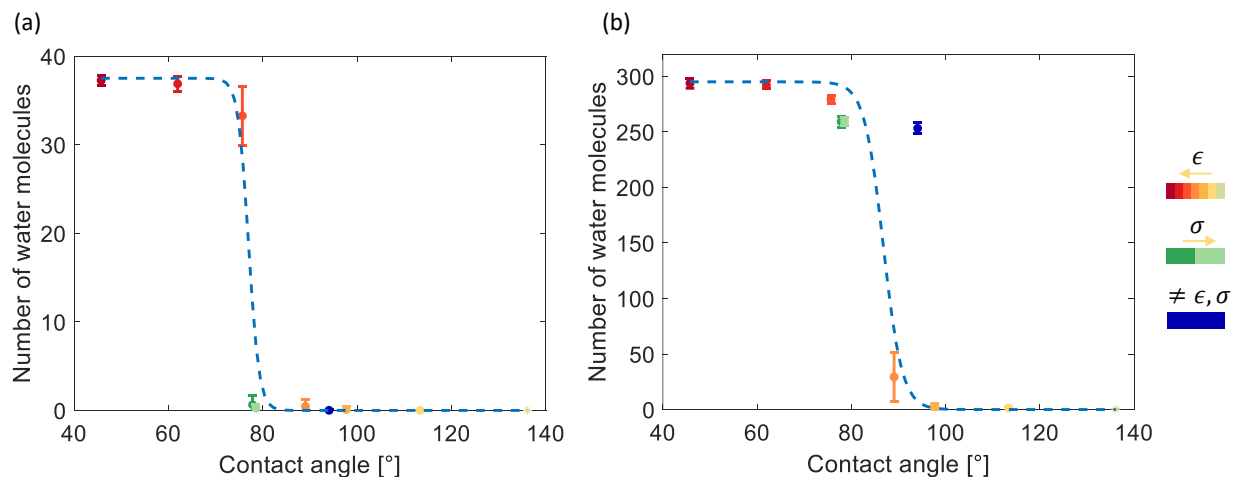 (a)
(b)
Number of water molecules
40
30
20
10
0
40
60
80
100
120
140
Contact angle [°]
Number of water molecules
300
250
200
150
100
50
0
40
60
80
100
120
140
Contact angle [°]
ϵ
σ
≠ ϵ, σ